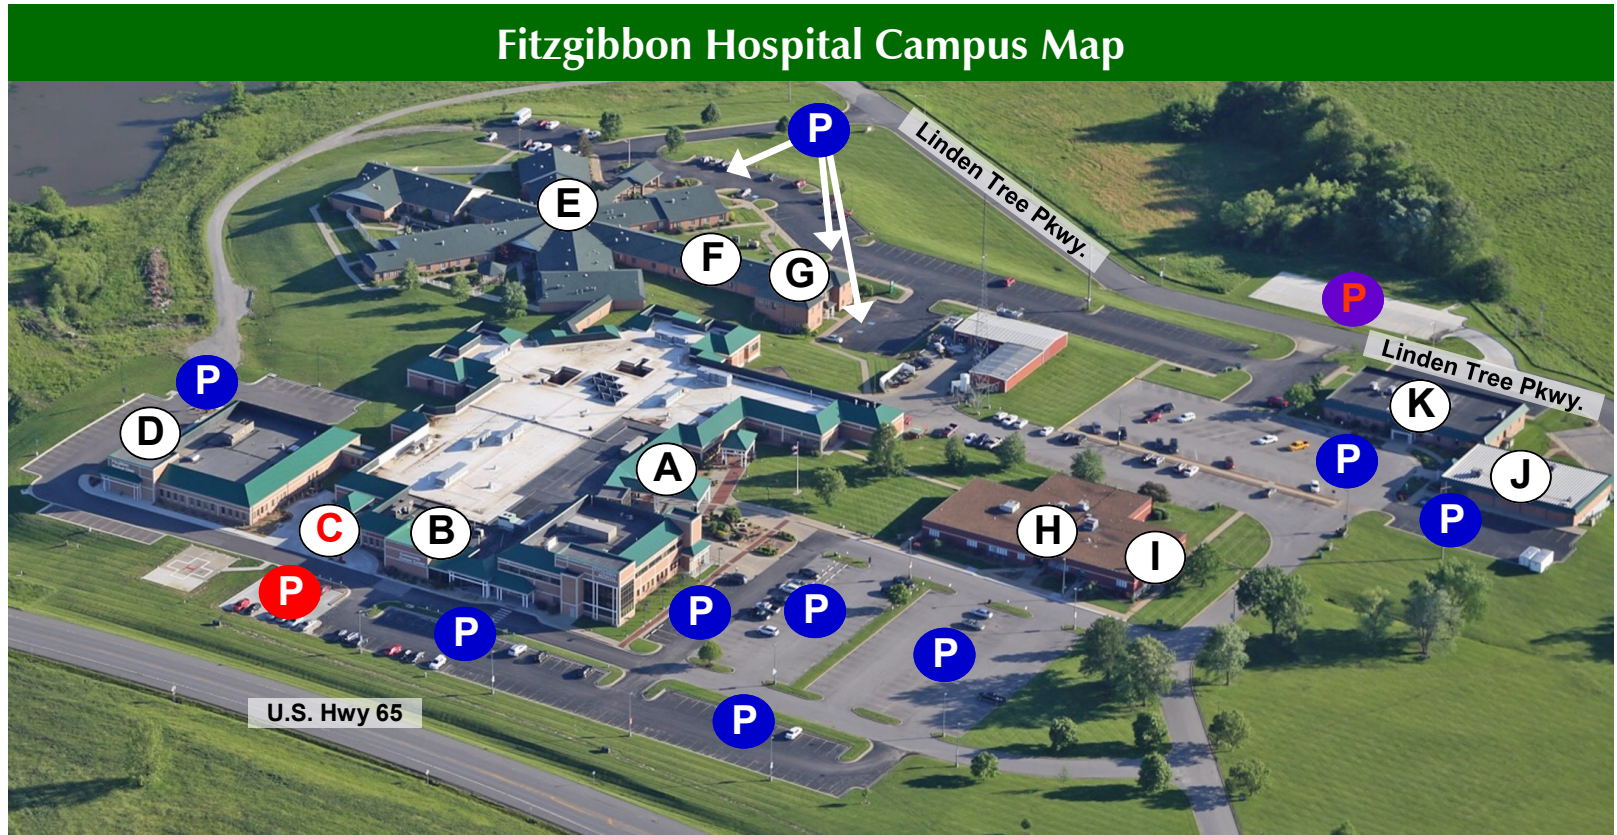 Fitzgibbon Hospital Campus Map
P
Linden Tree Pkwy.
E
F
G
P
Linden Tree Pkwy.
P
D
K
A
P
J
C
B
H
I
P
P
P
P
P
P
P
U.S. Hwy 65